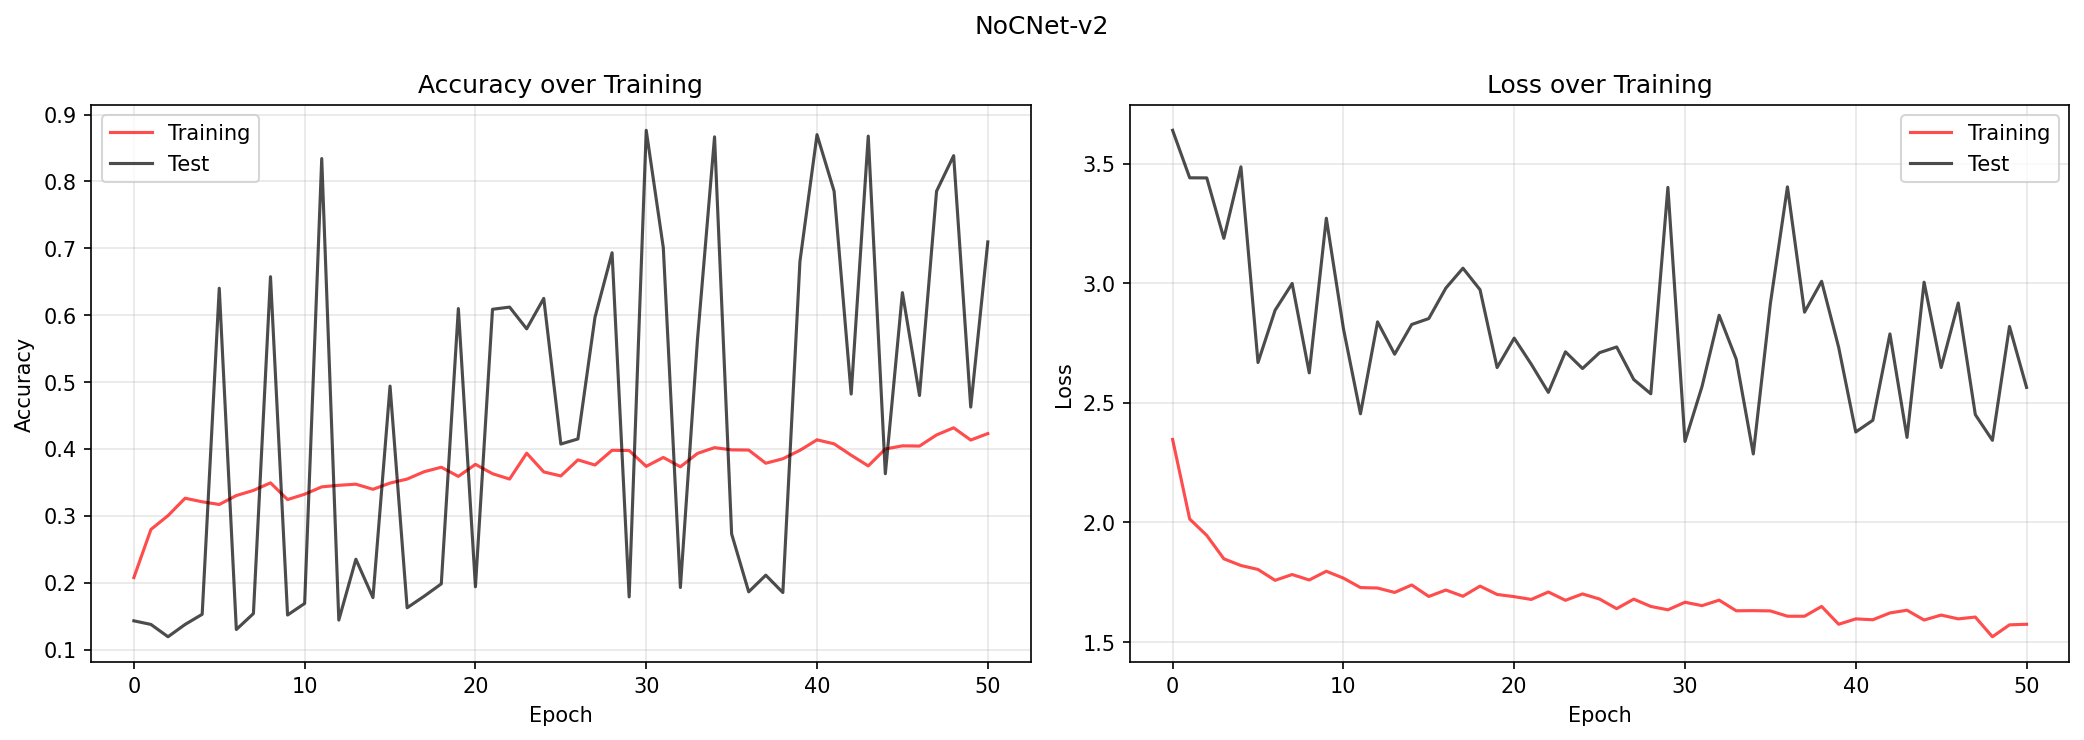 NoCNet-v2
Accuracy over Training
Training
Test
0.9
0.8
0.7
0.6
0.5
0.4
0.3
0.2
0.1
Accuracy
0 10 20 30 40 50
Epoch
Loss over Training
Training
Test
3.5
3.0
2.5
2.0
1.5
Loss
0 10 20 30 40 50
Epoch